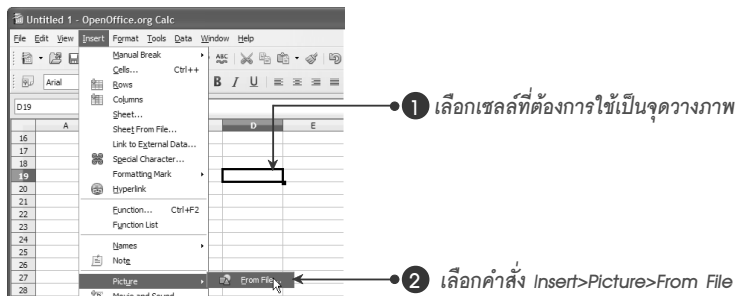 Untitled 1 - OpenOffice.org Calc
File Edit View Insert Format Tools Data Window Help
Manual Break
Cells... Ctrl++
Arial
Rows
B I U
Columns
D19
Sheet...
1 เลือกเซลล์ที่ต้องการใช้เป็นจุดวางภาพ
Sheet From File...
A D E
Link to External Data...
16
17
Special Character...
18
Formatting Mark
19
Hyperlink
20
21
Function... Ctrl+F2
22
Function List
23
24
Names
25
Note
26
27
Picture From File
2 เลือกคำสั่ง Insert>Picture>From File
28
Movie and Sound